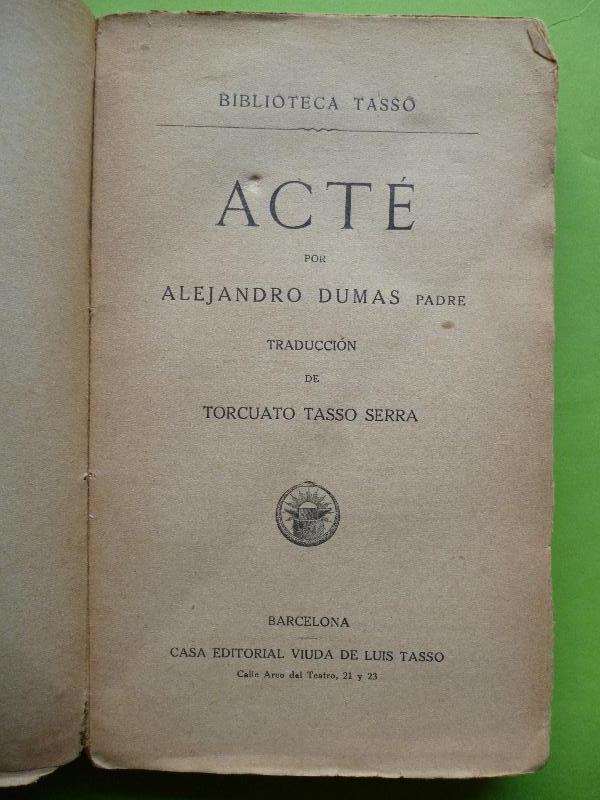 BIBLIOTECA TASSO
ACTÉ
POR
ALEJANDRO DUMAS PADRE
TRADUCCIÓN
DE
TORCUATO TASSO SERRA
BARCELONA
CASA EDITORIAL VIUDA DE LUIS TASSO
Calle Arco del Teatro, 21 y 23